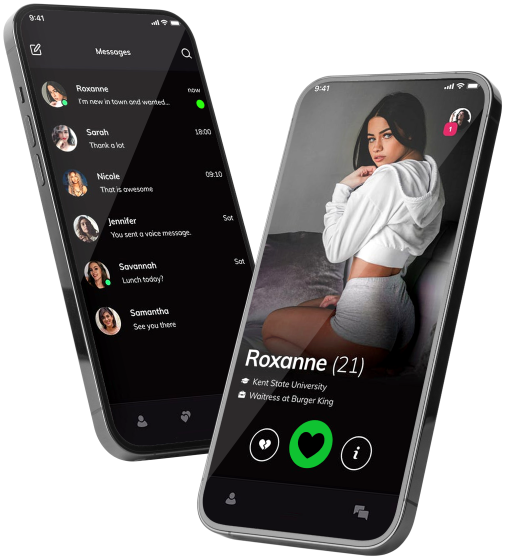 9:41
Messages
Roxanne
now
I'm new in town and wanted...
Sarah
18:00
Thank a lot
Nicole
09:10
That is awesome
Jennifer
Sat
You sent a voice message.
Savannah
Sat
Lunch today?
Samantha
See you there
9:41
1
Roxanne (21)
Kent State University
Waitress at Burger King
i